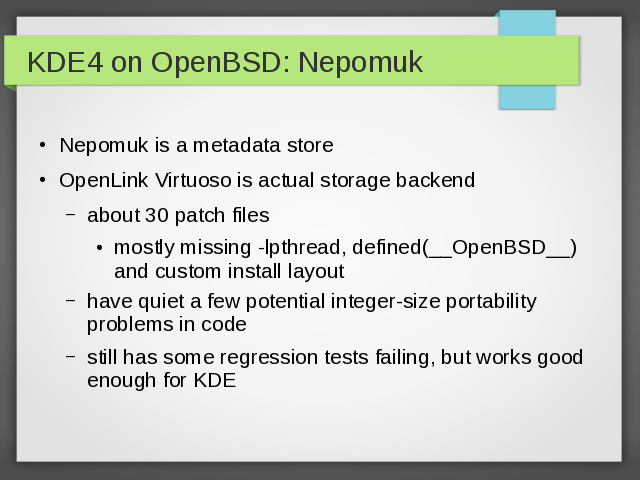 KDE4 on OpenBSD: Nepomuk
• Nepomuk is a metadata store
• OpenLink Virtuoso is actual storage backend
– about 30 patch files
• mostly missing -lpthread, defined(__OpenBSD__)
and custom install layout
– have quiet a few potential integer-size portability
problems in code
– still has some regression tests failing, but works good
enough for KDE